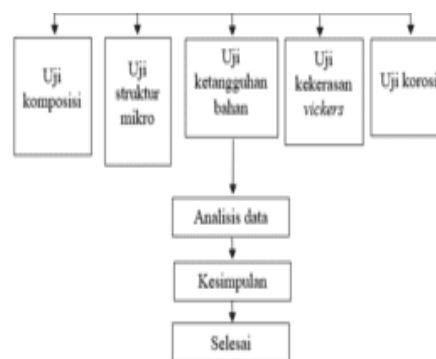 Uji
komposisi
Uji
struktur
mikro
Uji
ketangguhan
bahan
Uji
kekerasan
vickers
Uji korosi
Analisis data
Kesimpulan
Selesai